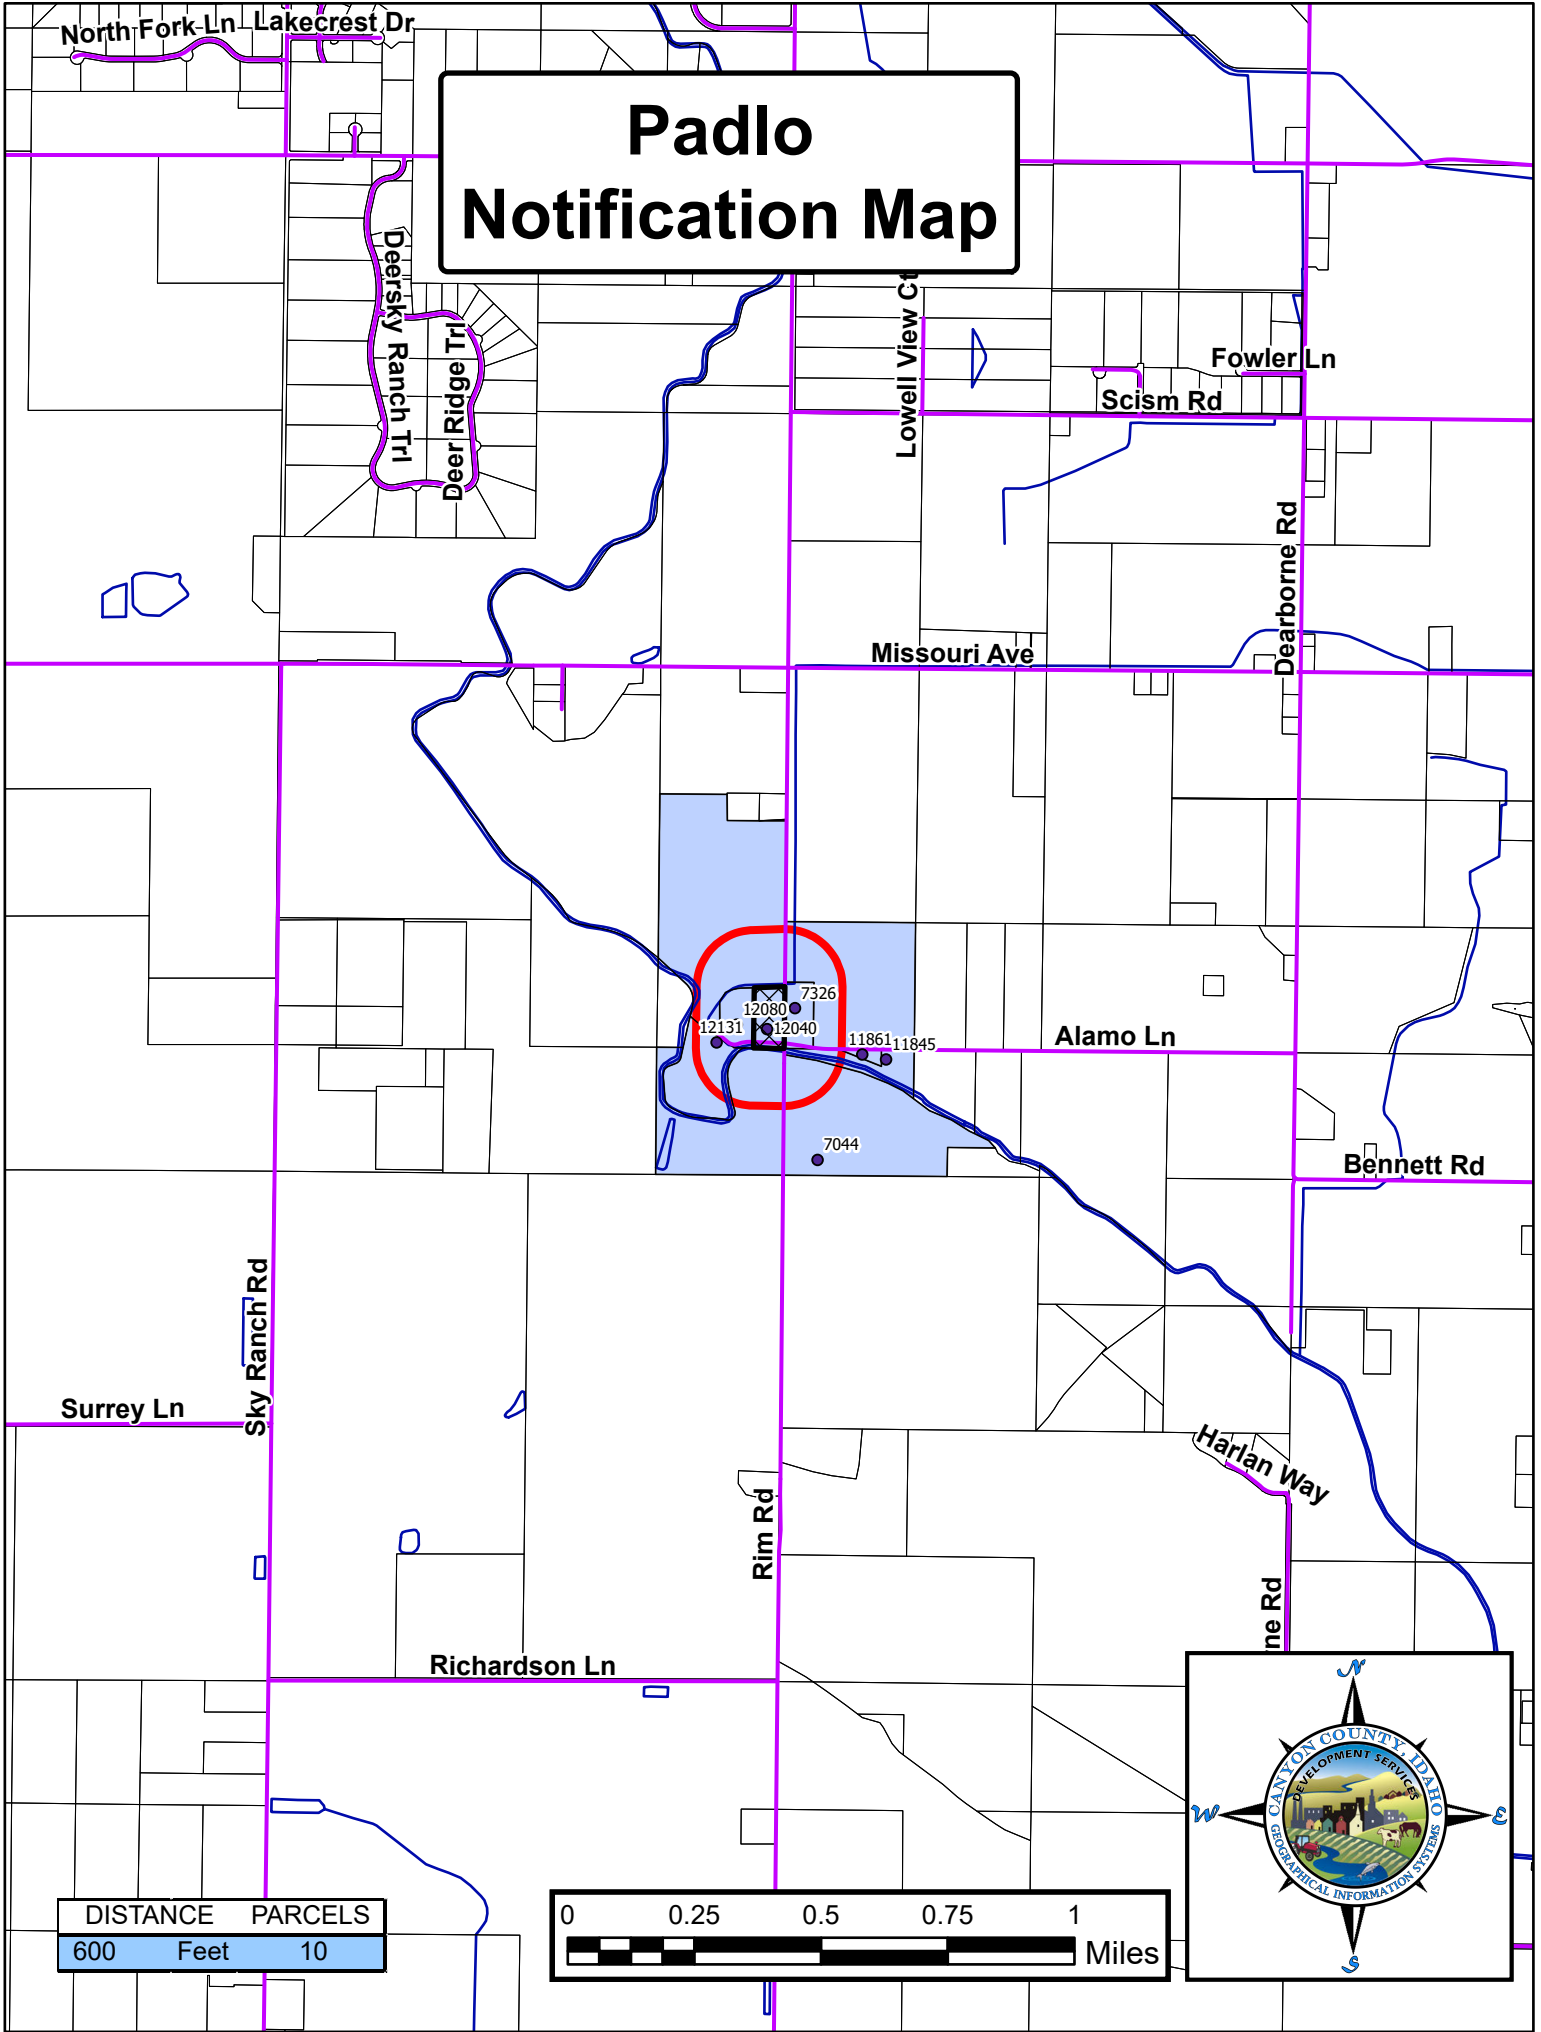 North Fork Ln
Lakecrest Dr
Padlo
Notification Map
Deersky Ranch Trl
Deer Ridge Trl
Lowell View Ct
Fowler Ln
Scism Rd
Dearborne Rd
Missouri Ave
7326
12080
12131
12040
11861
11845
Alamo Ln
7044
Bennett Rd
Sky Ranch Rd
Surrey Ln
Harlan Way
Rim Rd
ne Rd
Richardson Ln
N
CANYON COUNTY, IDAHO
DEVELOPMENT SERVICES
W
E
GEOGRAPHICAL INFORMATION SYSTEMS
S
DISTANCE PARCELS
600 Feet 10
0 0.25 0.5 0.75 1
Miles